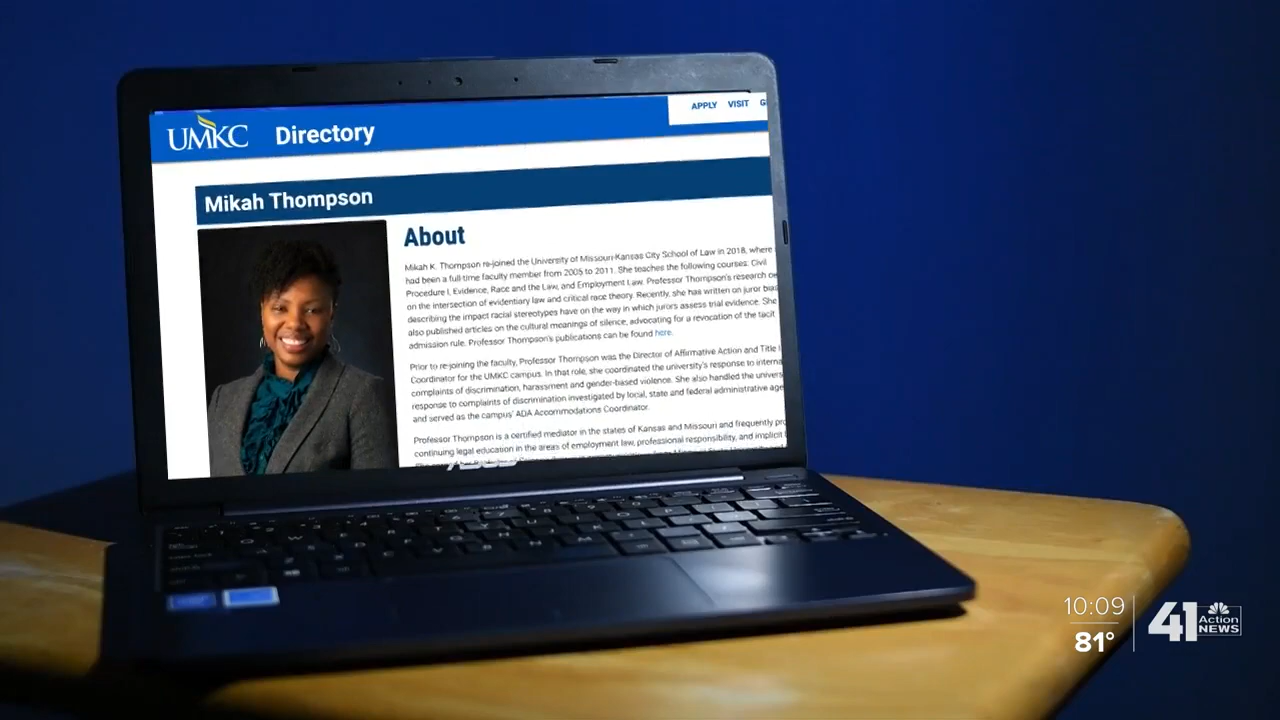 APPLY VISIT
UMKC Directory
Mikah Thompson
About
Mikah K. Thompson re-joined the University of Missouri-Kansas City School of Law in 2018, where
had been a full-time faculty member from 2005 to 2011. She teaches the following courses: Civil
Procedure I, Evidence, Race and the Law, and Employment Law. Professor Thompson's research
on the intersection of evidentiary law and critical race theory. Recently, she has written on juror bias
describing the impact racial stereotypes have on the way in which jurors assess trial evidence. She
also published articles on the cultural meanings of silence, advocating for a revocation of the tacit
admission rule. Professor Thompson's publications can be found here.
Prior to re-joining the faculty, Professor Thompson was the Director of Affirmative Action and Title
Coordinator for the UMKC campus. In that role, she coordinated the university's response to
complaints of discrimination, harassment and gender-based violence. She also handled the
response to complaints of discrimination investigated by local, state and federal administrative
and served as the campus' ADA Accommodations Coordinator.
Professor Thompson is a certified mediator in the states of Kansas and Missouri and frequently
continuing legal education in the areas of employment law, professional responsibility, and implicit
10:09
81°
41 Action NEWS